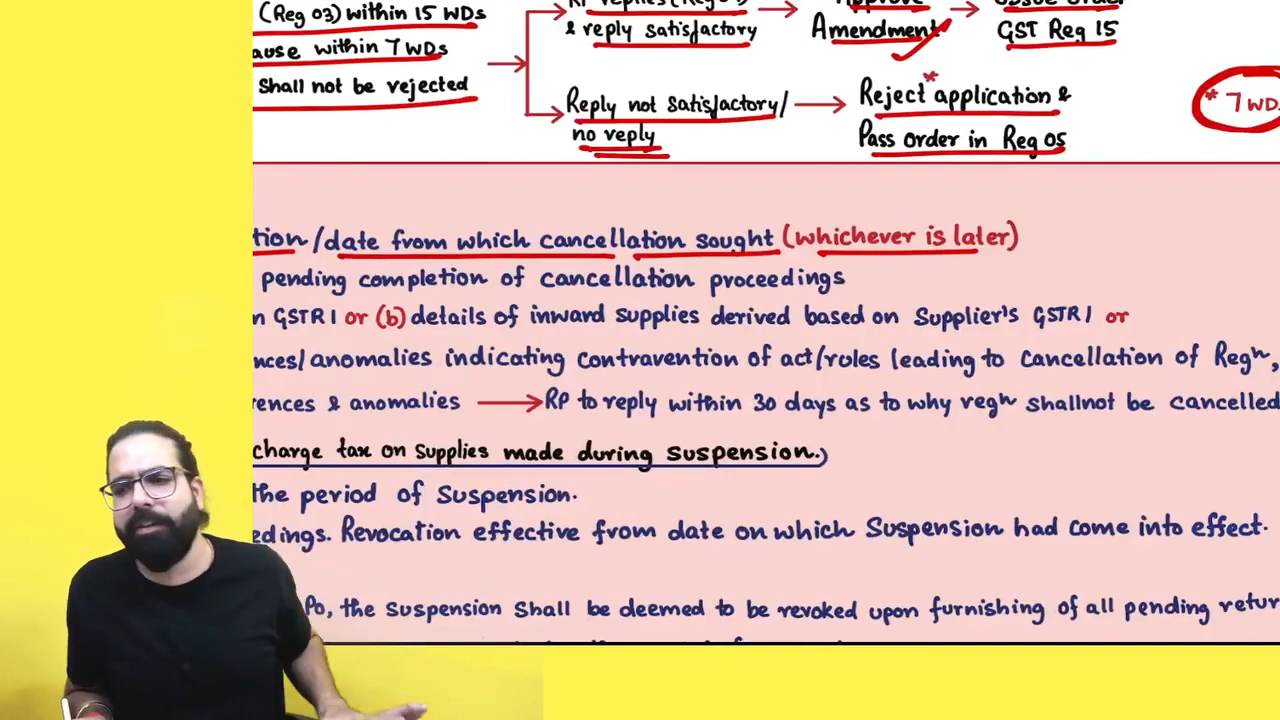 (Reg 03) within 15 WDs
ause within 7 WDs
Shall not be rejected
& reply satisfactory
Approve
Amendment
GST Reg 15
Reply not Satisfactory/
no reply
Reject* application &
Pass Order in Reg 05
* 7 WDs
tion/date from which cancellation sought (whichever is later)
pending completion of cancellation proceedings
n GSTR1 or (b) details of inward supplies derived based on Supplier's GSTR1 or
nces/anomalies indicating contravention of act/rules leading to Cancellation of Regⁿ,
rences & anomalies → RP to reply within 30 days as to why regⁿ shall not be cancelled
charge tax on Supplies made during suspension.
the period of Suspension.
edings. Revocation effective from date on which Suspension had come into effect.
Po, the Suspension Shall be deemed to be revoked upon furnishing of all pending retur